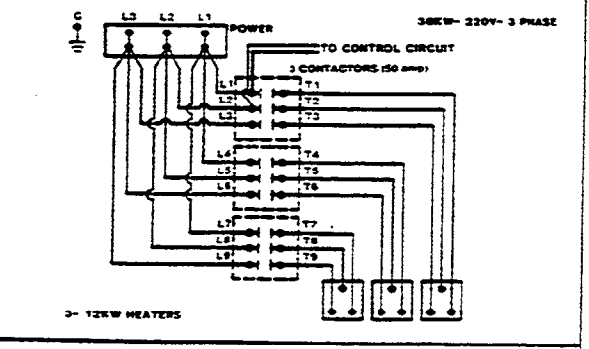 G L3 L2 L1
POWER
38KW- 220V- 3 PHASE
TO CONTROL CIRCUIT
3 CONTACTORS (50 amp)
L1 T1
L2 T2
L3 T3
L4 T4
L5 T5
L6 T6
L7 T7
L8 T8
L9 T9
3- 12KW HEATERS